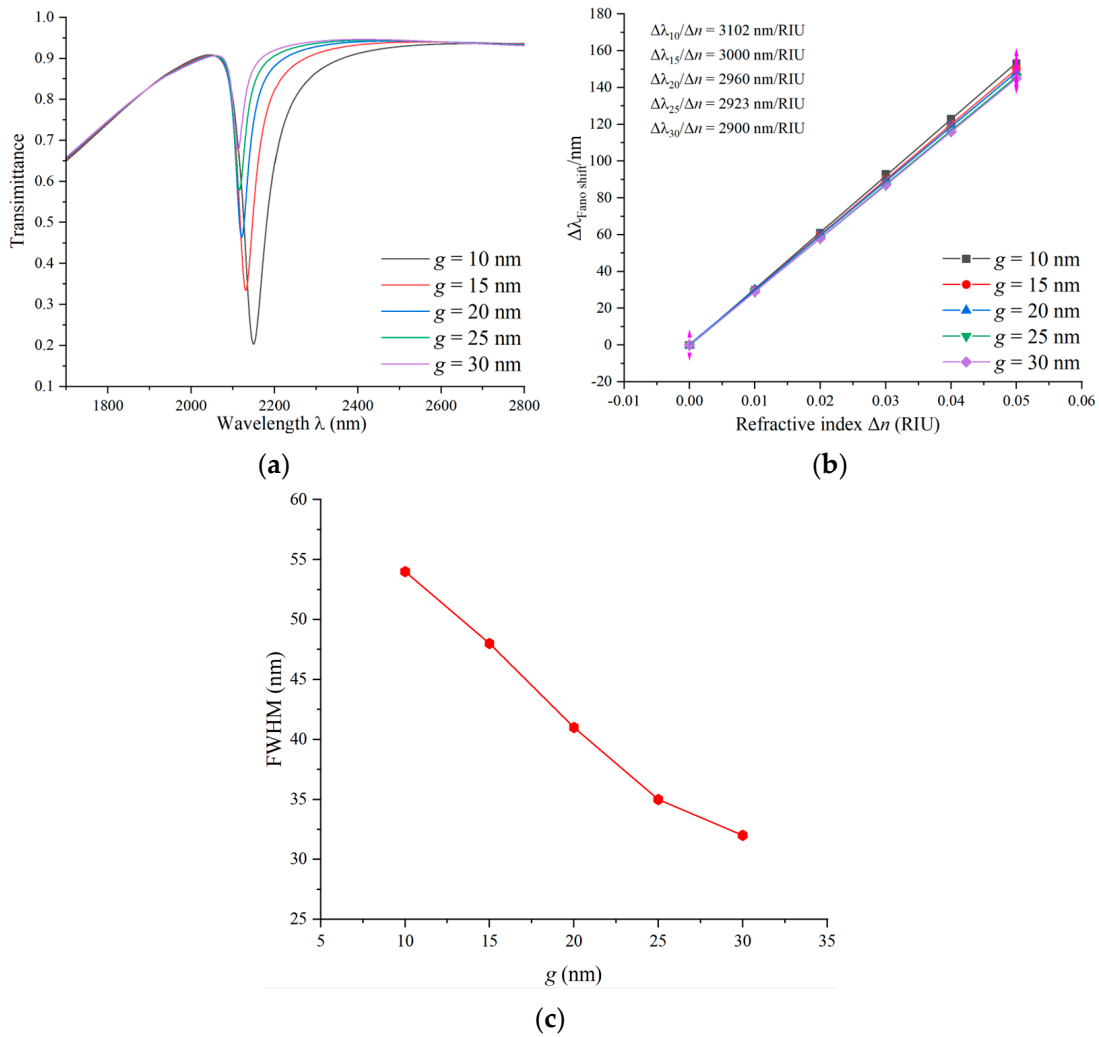 1.0
0.9
0.8
0.7
0.6
0.5
0.4
0.3
0.2
0.1
Transimittance
g = 10 nm
g = 15 nm
g = 20 nm
g = 25 nm
g = 30 nm
1800 2000 2200 2400 2600 2800
Wavelength λ (nm)
(a)
180
160
140
120
100
80
60
40
20
0
-20
Δλ_Fano shift/nm
Δλ₁₀/Δn = 3102 nm/RIU
Δλ₁₅/Δn = 3000 nm/RIU
Δλ₂₀/Δn = 2960 nm/RIU
Δλ₂₅/Δn = 2923 nm/RIU
Δλ₃₀/Δn = 2900 nm/RIU
g = 10 nm
g = 15 nm
g = 20 nm
g = 25 nm
g = 30 nm
-0.01 0.00 0.01 0.02 0.03 0.04 0.05 0.06
Refractive index Δn (RIU)
(b)
60
55
50
45
40
35
30
25
FWHM (nm)
5 10 15 20 25 30 35
g (nm)
(c)